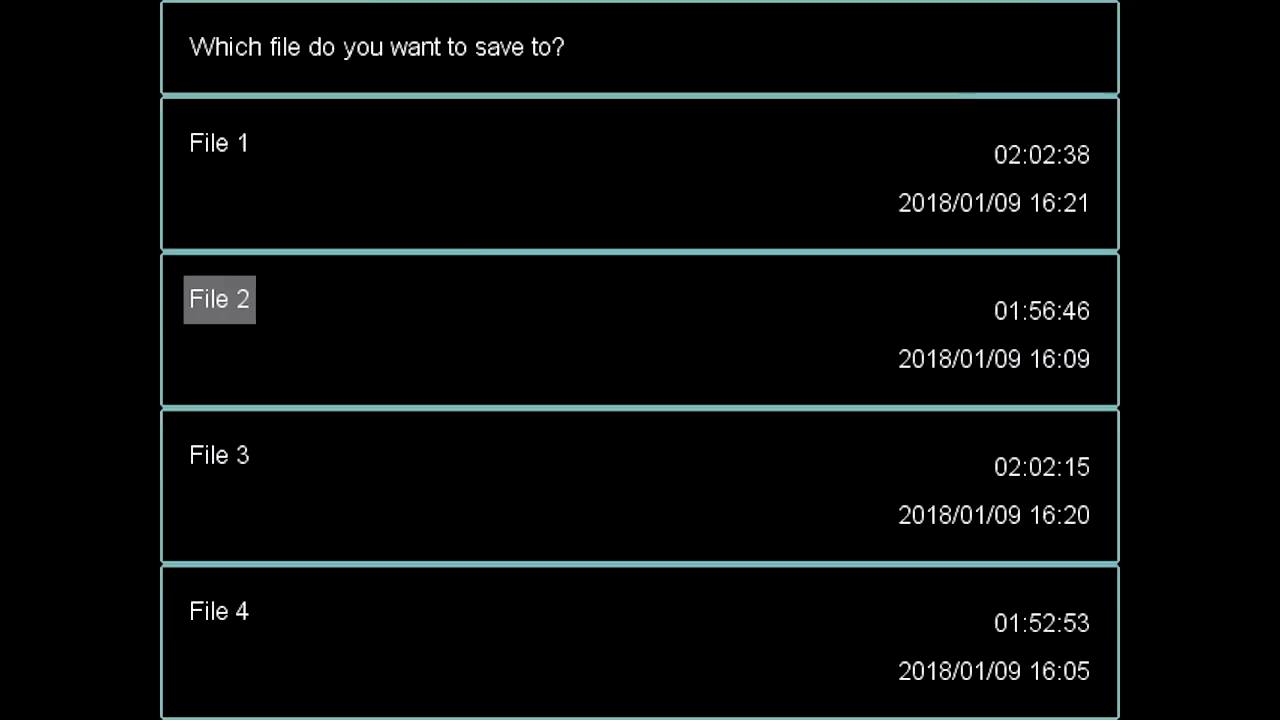 Which file do you want to save to?
File 1
02:02:38
2018/01/09 16:21
File 2
01:56:46
2018/01/09 16:09
File 3
02:02:15
2018/01/09 16:20
File 4
01:52:53
2018/01/09 16:05